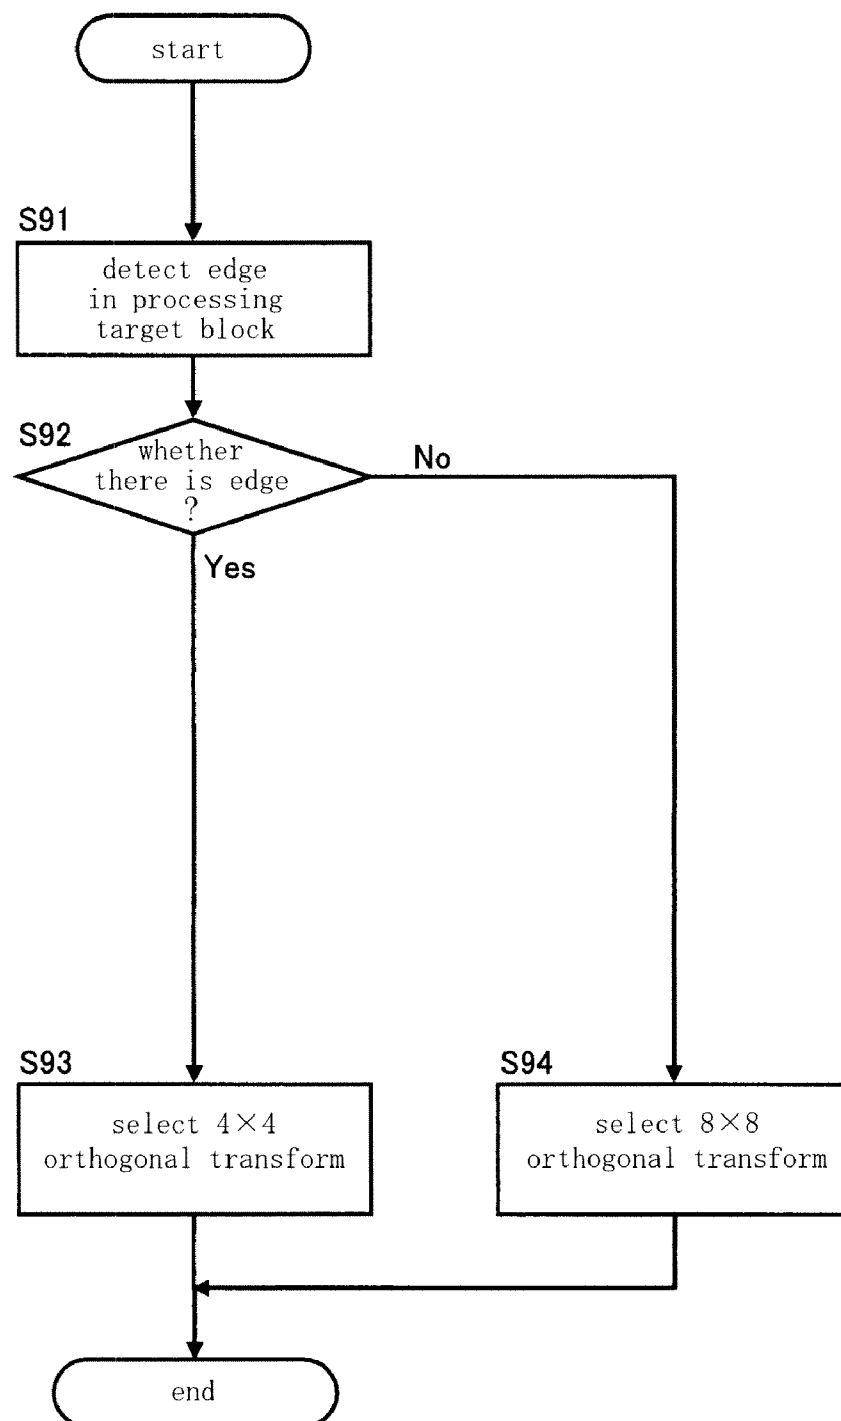 start
S91
detect edge
in processing
target block
S92
whether
there is edge
?
No
Yes
S93
select 4×4
orthogonal transform
S94
select 8×8
orthogonal transform
end